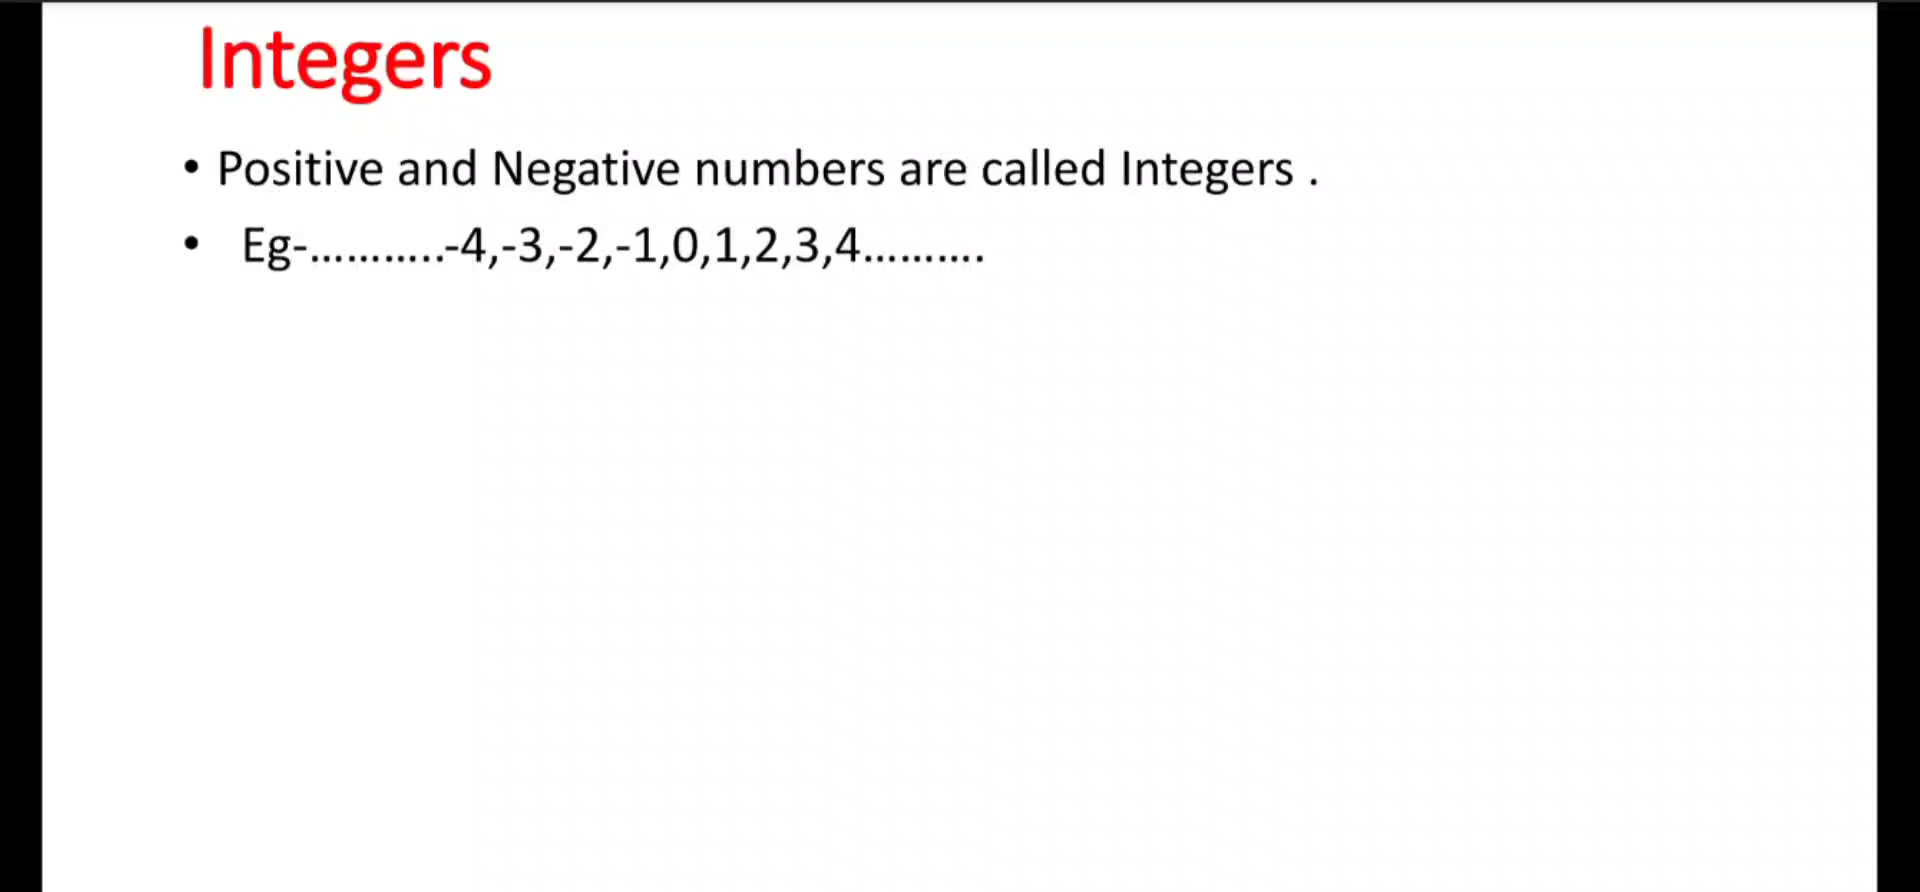 Integers
• Positive and Negative numbers are called Integers .
• Eg-...........-4,-3,-2,-1,0,1,2,3,4..........